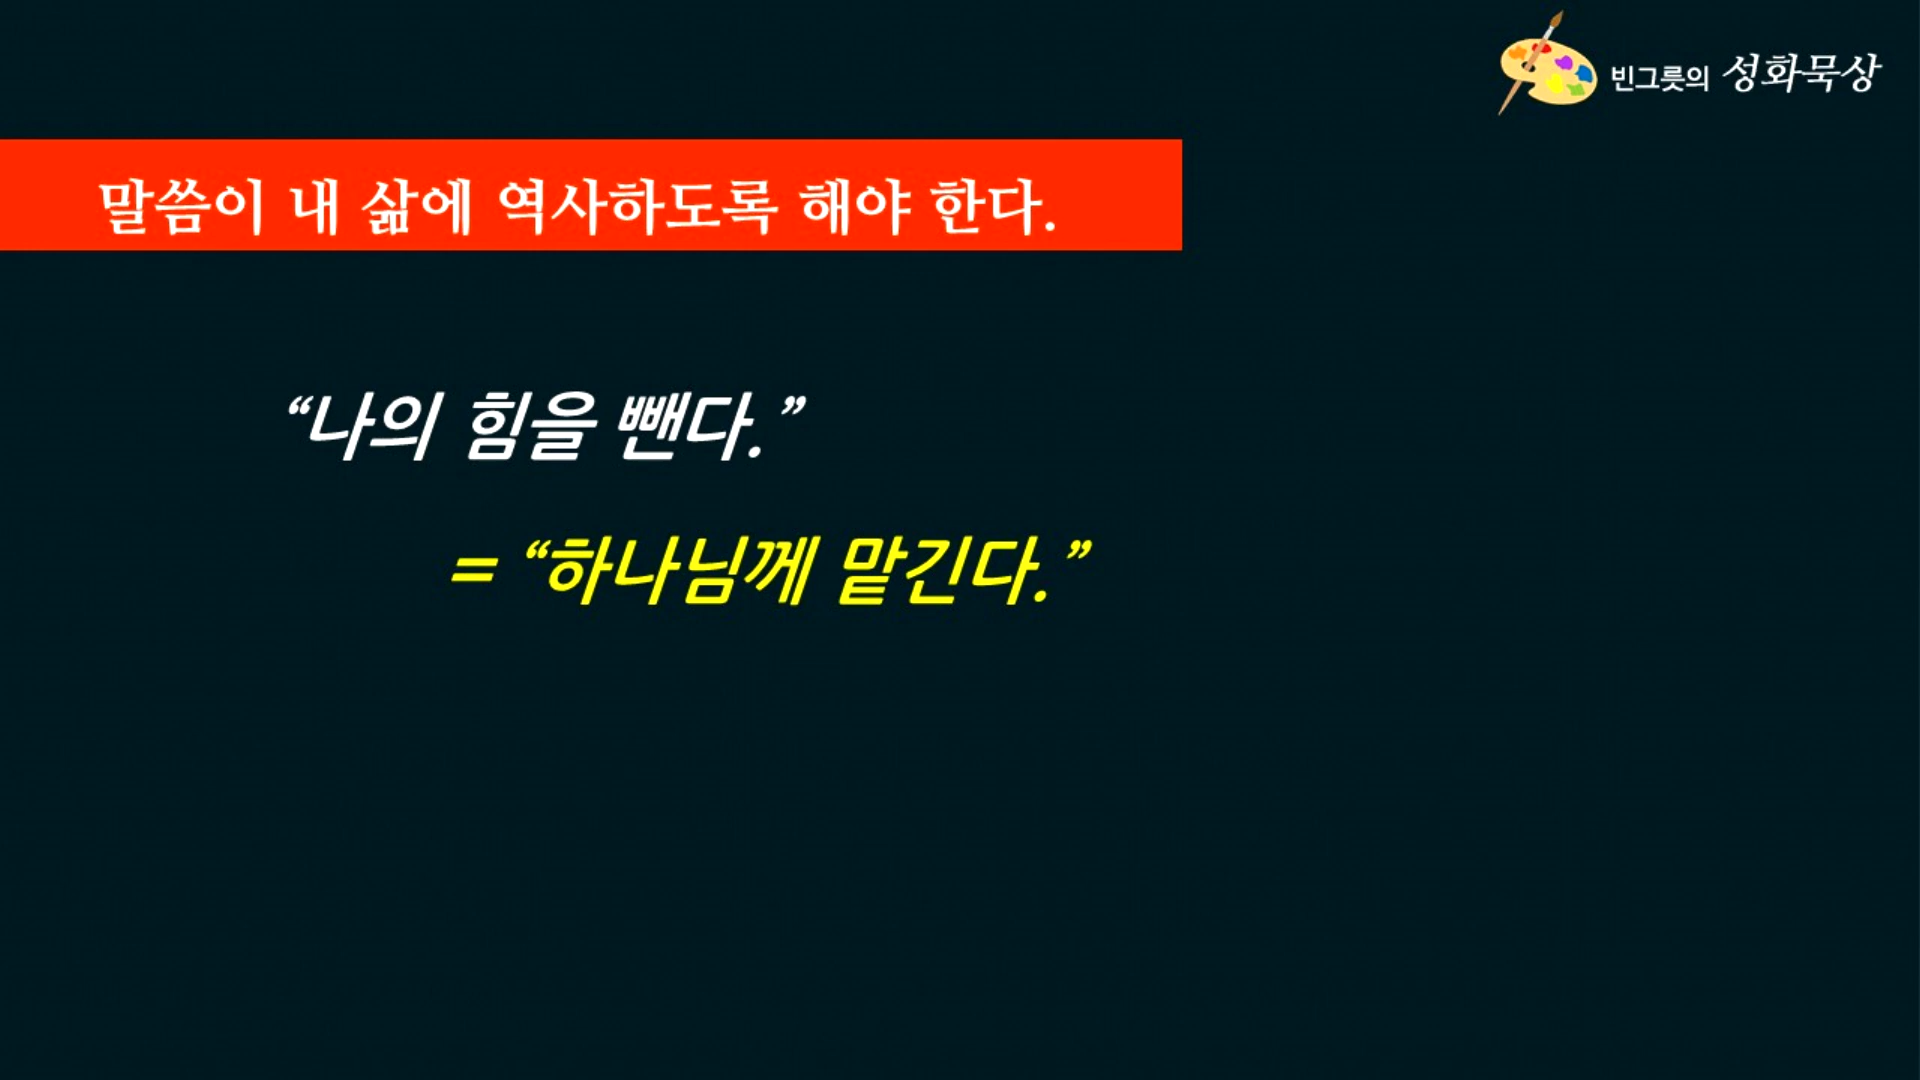 빈그릇의 성화묵상
말씀이 내 삶에 역사하도록 해야 한다.
“나의 힘을 뺀다.”
= “하나님께 맡긴다.”